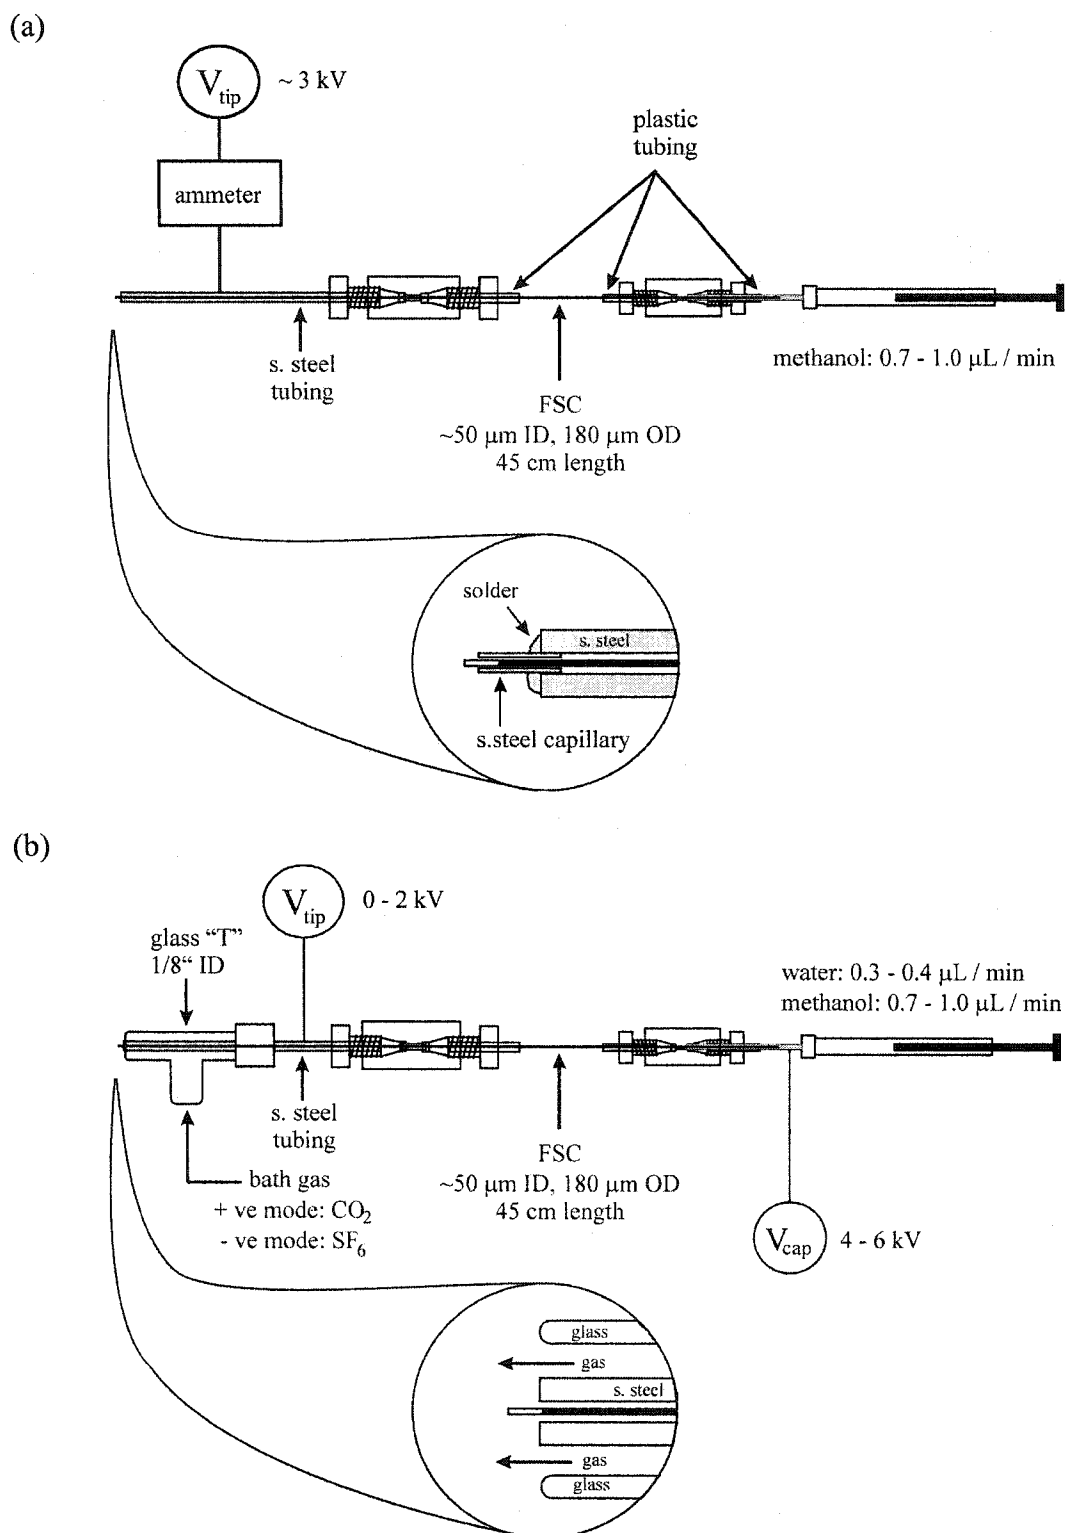 (a)
V tip
~ 3 kV
ammeter
plastic
tubing
s. steel
tubing
methanol: 0.7 - 1.0 µL / min
FSC
~50 µm ID, 180 µm OD
45 cm length
solder
s. steel
s.steel capillary
(b)
V tip
0 - 2 kV
glass “T”
1/8“ ID
water: 0.3 - 0.4 µL / min
methanol: 0.7 - 1.0 µL / min
s. steel
tubing
bath gas
+ ve mode: CO2
- ve mode: SF6
FSC
~50 µm ID, 180 µm OD
45 cm length
Vcap
4 - 6 kV
glass
gas
s. steel
gas
glass